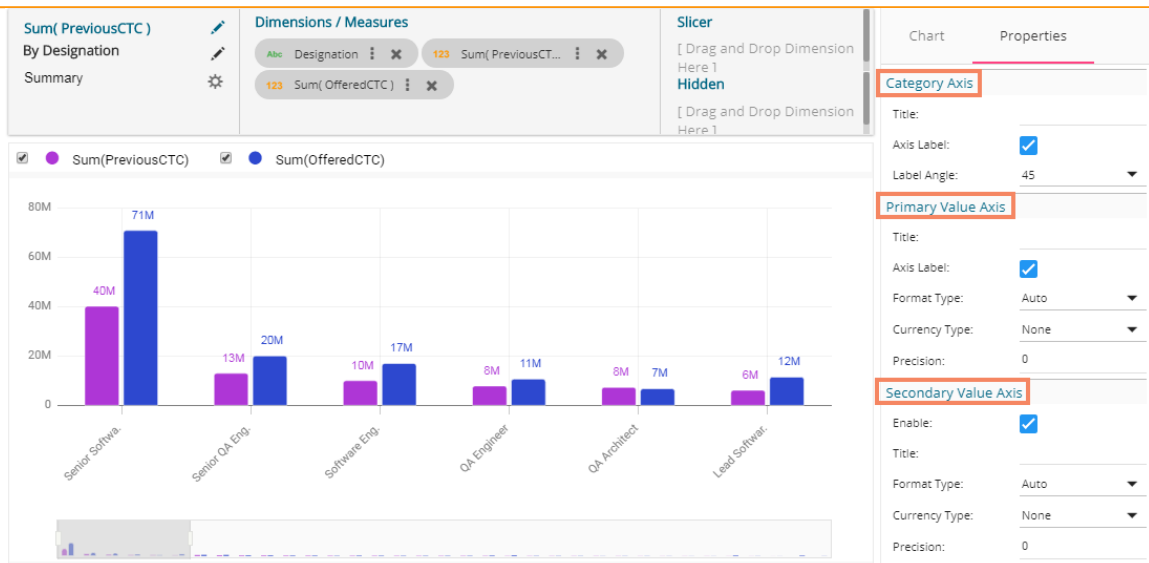 Sum( PreviousCTC )
By Designation
Summary
Dimensions / Measures
Abc Designation
123 Sum( PreviousCT...
123 Sum( OfferedCTC )
Slicer
[ Drag and Drop Dimension
Here ]
Hidden
[ Drag and Drop Dimension
Here ]
Chart Properties
Category Axis
Title:
Axis Label:
Label Angle: 45
Primary Value Axis
Title:
Axis Label:
Format Type: Auto
Currency Type: None
Precision: 0
Secondary Value Axis
Enable:
Title:
Format Type: Auto
Currency Type: None
Precision: 0
Sum(PreviousCTC) Sum(OfferedCTC)
80M
60M
40M
20M
0
40M 71M
13M 20M
10M 17M
8M 11M
8M 7M
6M 12M
Senior Softwa.
Senior QA Eng.
Software Eng.
QA Engineer
QA Architect
Lead Softwar.